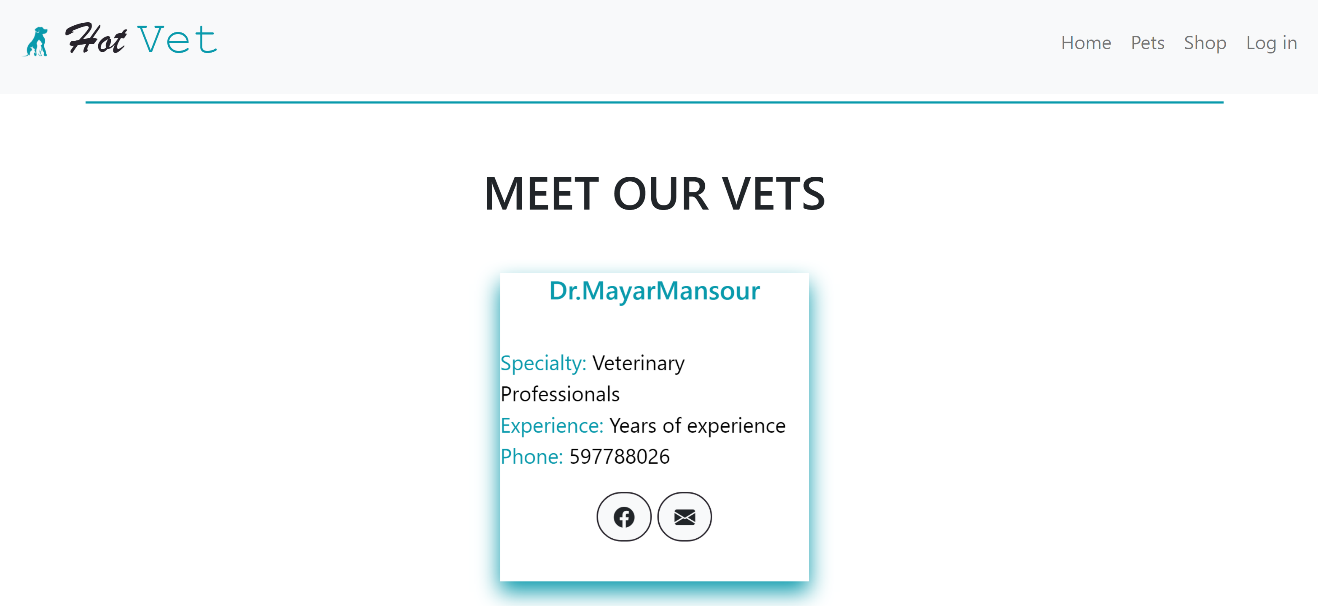 Hot Vet
Home Pets Shop Log in
MEET OUR VETS
Dr.MayarMansour
Specialty: Veterinary
Professionals
Experience: Years of experience
Phone: 597788026